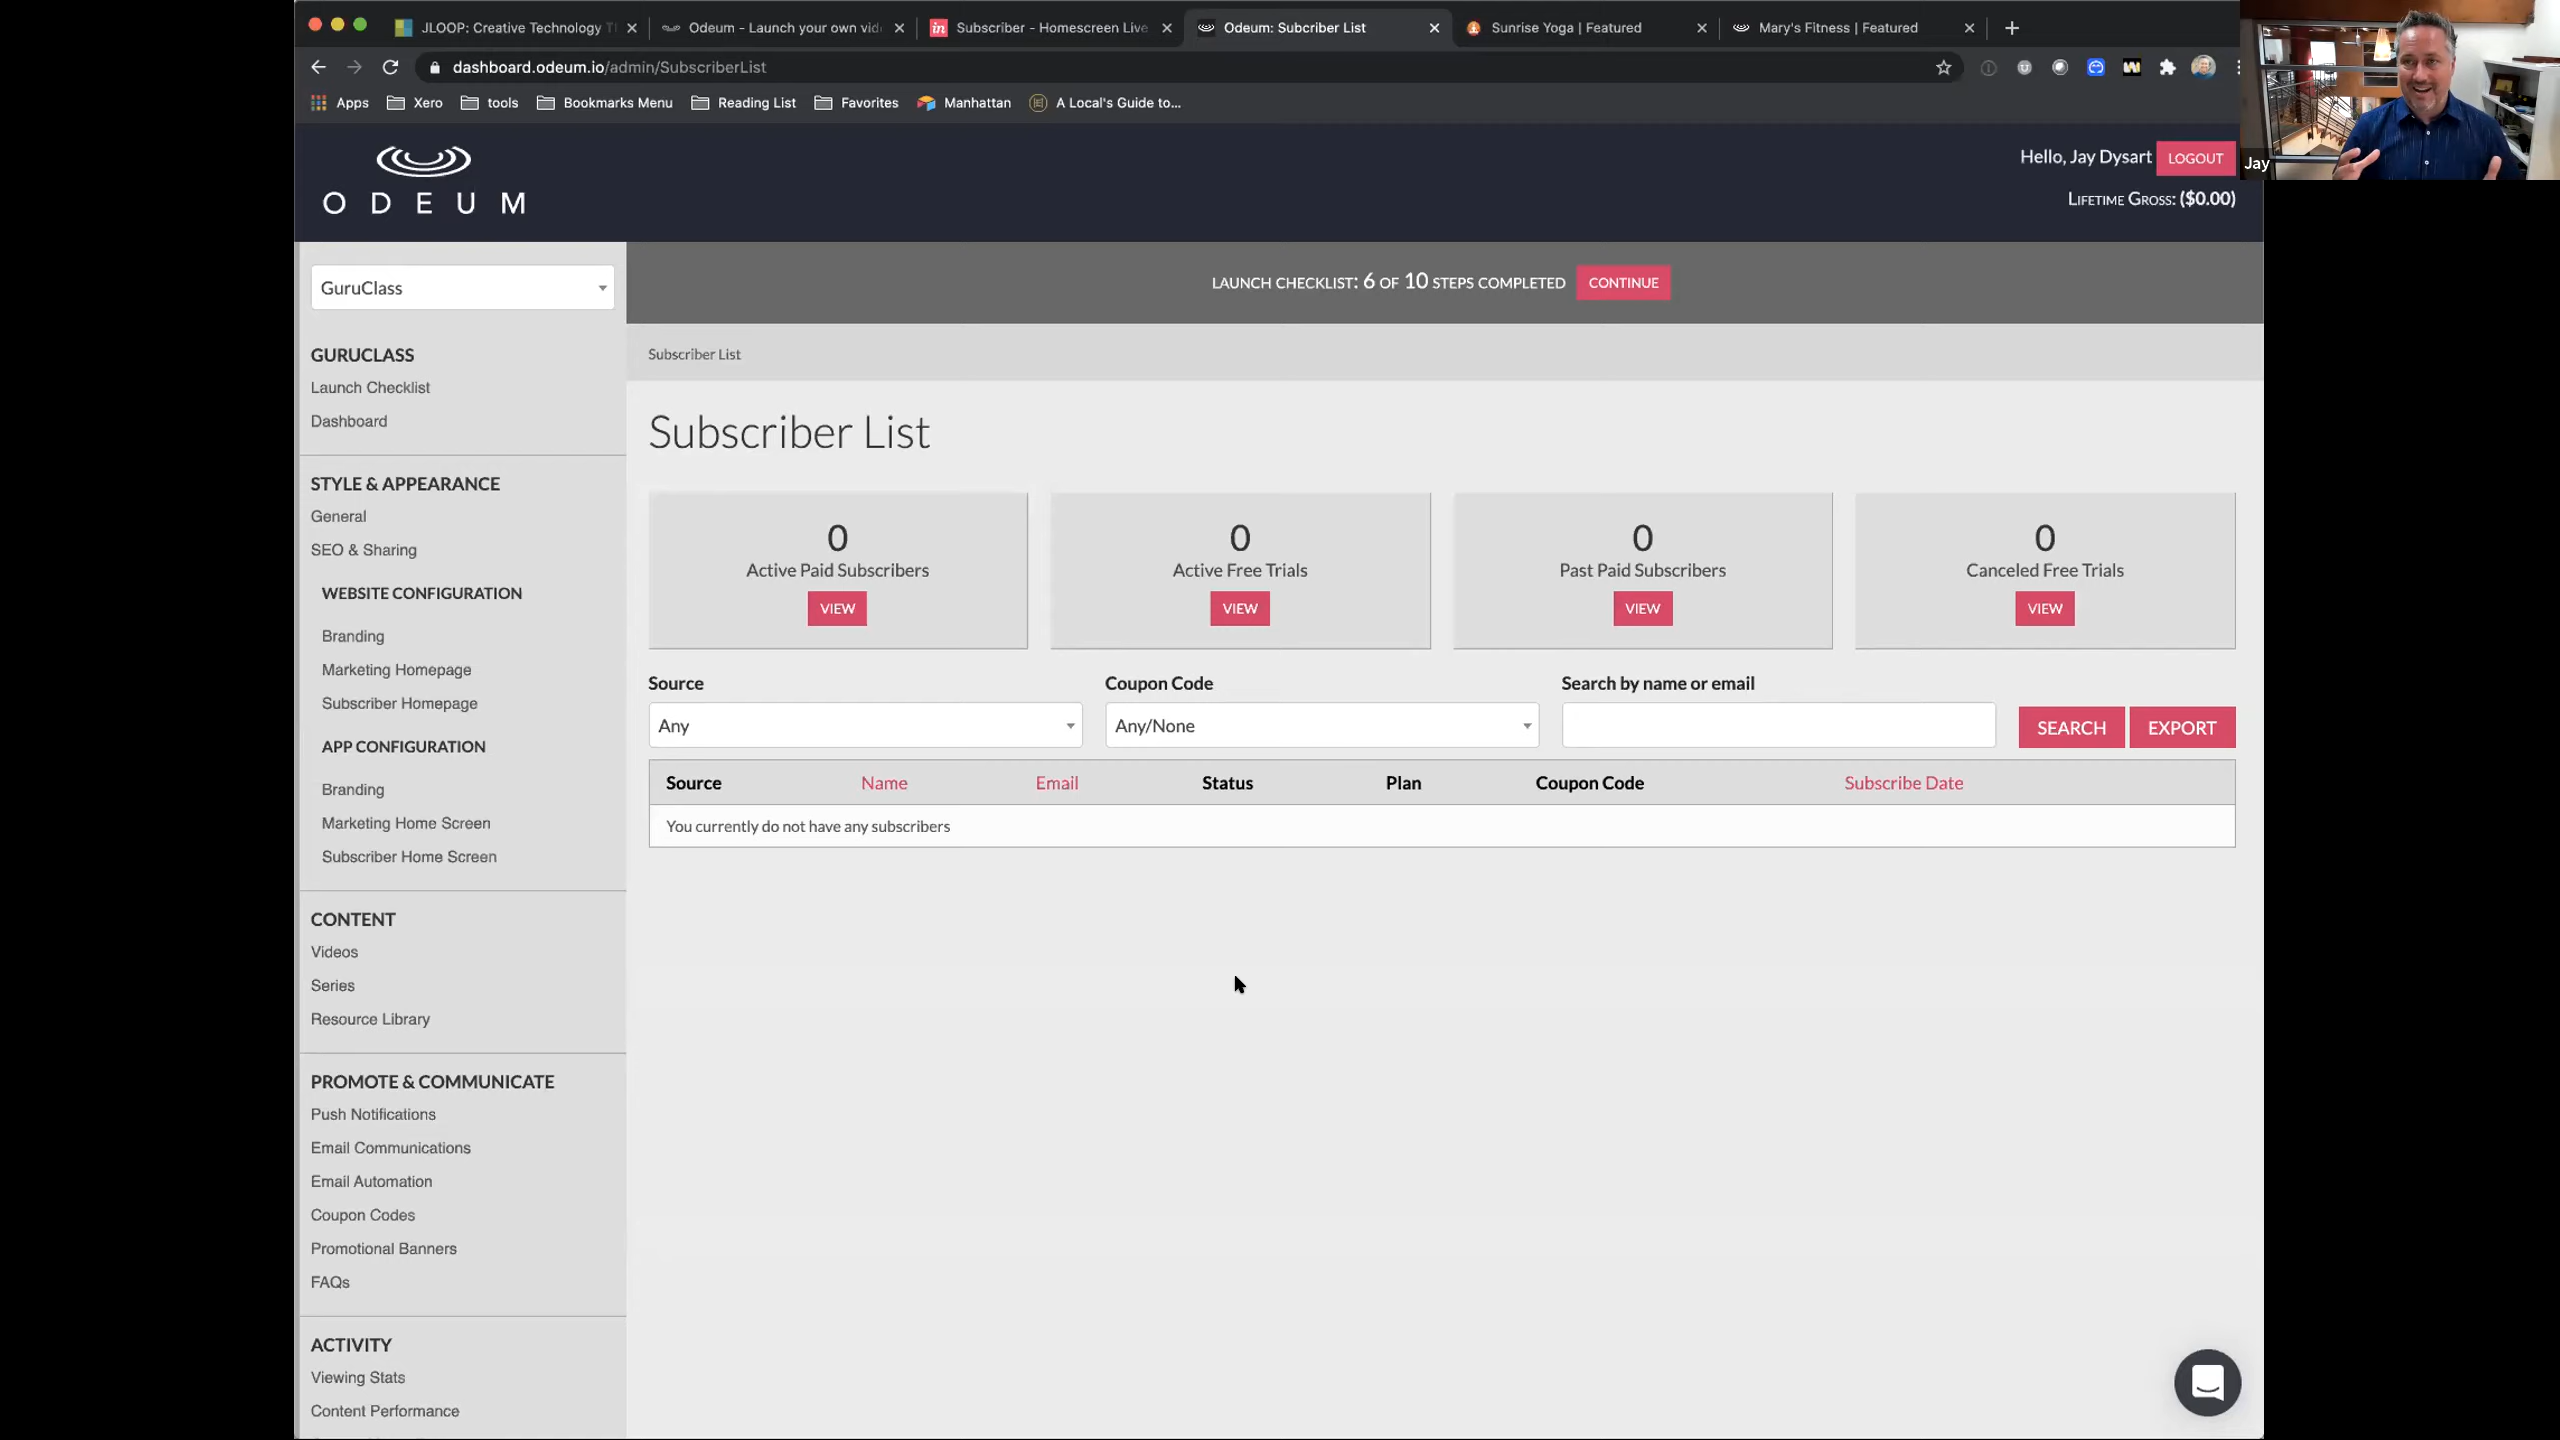 JLOOP: Creative Technology T
Odeum - Launch your own vid
Subscriber - Homescreen Live
Odeum: Subcriber List
Sunrise Yoga | Featured
Mary's Fitness | Featured
dashboard.odeum.io/admin/SubscriberList
Apps
Xero
tools
Bookmarks Menu
Reading List
Favorites
Manhattan
A Local's Guide to...
Jay
ODEUM
Hello, Jay Dysart
LOGOUT
LIFETIME GROSS: ($0.00)
GuruClass
LAUNCH CHECKLIST: 6 OF 10 STEPS COMPLETED
CONTINUE
GURUCLASS
Launch Checklist
Dashboard
STYLE & APPEARANCE
General
SEO & Sharing
WEBSITE CONFIGURATION
Branding
Marketing Homepage
Subscriber Homepage
APP CONFIGURATION
Branding
Marketing Home Screen
Subscriber Home Screen
CONTENT
Videos
Series
Resource Library
PROMOTE & COMMUNICATE
Push Notifications
Email Communications
Email Automation
Coupon Codes
Promotional Banners
FAQs
ACTIVITY
Viewing Stats
Content Performance
Subscriber List
Subscriber List
0
Active Paid Subscribers
VIEW
0
Active Free Trials
VIEW
0
Past Paid Subscribers
VIEW
0
Canceled Free Trials
VIEW
Source
Any
Coupon Code
Any/None
Search by name or email
SEARCH
EXPORT
Source Name Email Status Plan Coupon Code Subscribe Date
You currently do not have any subscribers